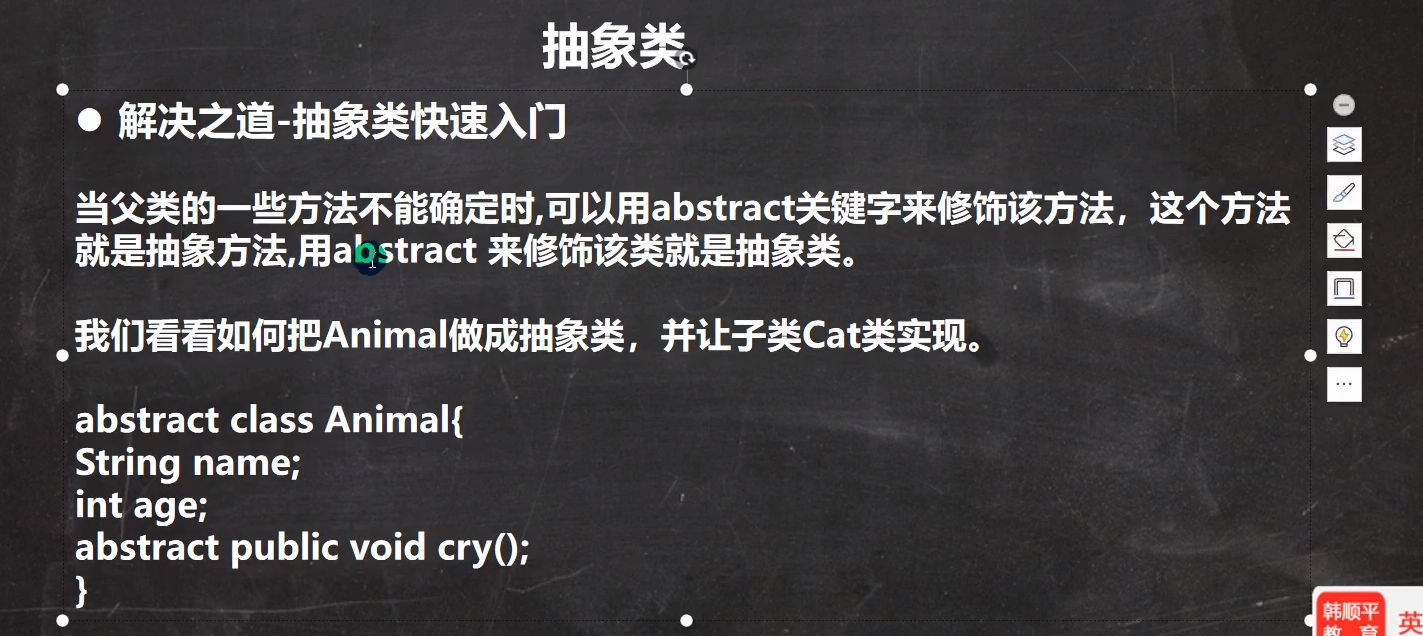 抽象类
● 解决之道-抽象类快速入门
当父类的一些方法不能确定时,可以用abstract关键字来修饰该方法，这个方法
就是抽象方法,用abstract 来修饰该类就是抽象类。
我们看看如何把Animal做成抽象类，并让子类Cat类实现。
abstract class Animal{
String name;
int age;
abstract public void cry();
}
韩顺平
教 育
英